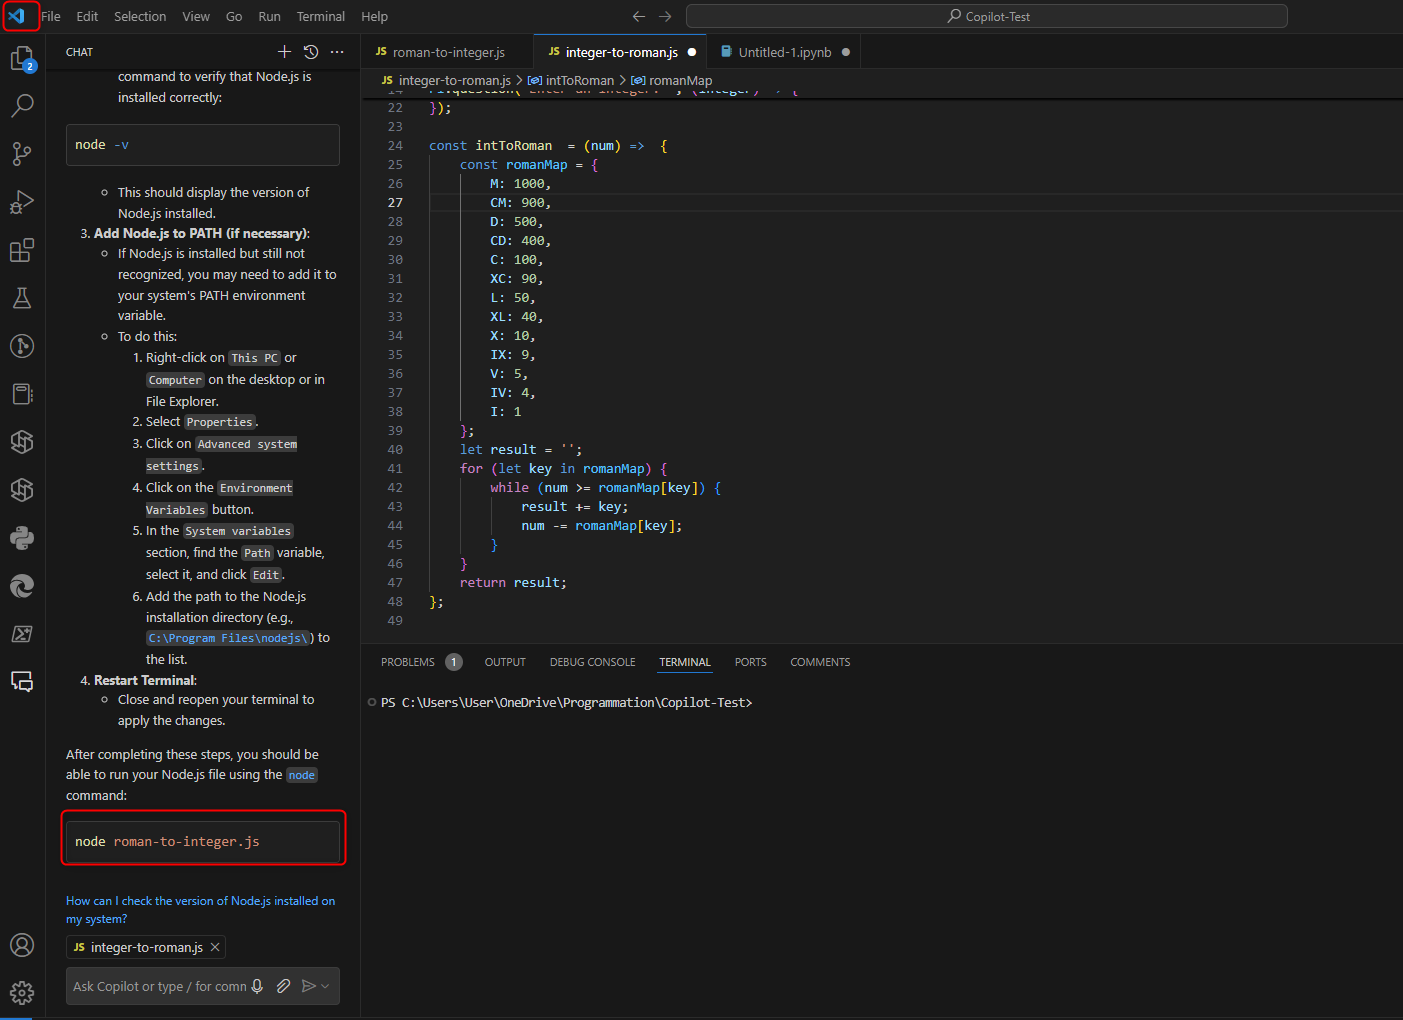 File Edit Selection View Go Run Terminal Help
Copilot-Test
2
CHAT
command to verify that Node.js is
installed correctly:
node -v
This should display the version of
Node.js installed.
3. Add Node.js to PATH (if necessary):
If Node.js is installed but still not
recognized, you may need to add it to
your system's PATH environment
variable.
To do this:
1. Right-click on This PC or
Computer on the desktop or in
File Explorer.
2. Select Properties.
3. Click on Advanced system
settings.
4. Click on the Environment
Variables button.
5. In the System variables
section, find the Path variable,
select it, and click Edit.
6. Add the path to the Node.js
installation directory (e.g.,
C:\Program Files\nodejs\) to
the list.
4. Restart Terminal:
Close and reopen your terminal to
apply the changes.
After completing these steps, you should be
able to run your Node.js file using the node
command:
node roman-to-integer.js
How can I check the version of Node.js installed on
my system?
JS integer-to-roman.js
Ask Copilot or type / for comm
JS roman-to-integer.js
JS integer-to-roman.js
Untitled-1.ipynb
JS integer-to-roman.js > intToRoman > romanMap
22 });
23
24 const intToRoman  = (num) =>  {
25 const romanMap = {
26 M: 1000,
27 CM: 900,
28 D: 500,
29 CD: 400,
30 C: 100,
31 XC: 90,
32 L: 50,
33 XL: 40,
34 X: 10,
35 IX: 9,
36 V: 5,
37 IV: 4,
38 I: 1
39 };
40 let result = '';
41 for (let key in romanMap) {
42 while (num >= romanMap[key]) {
43 result += key;
44 num -= romanMap[key];
45 }
46 }
47 return result;
48 };
49
PROBLEMS 1 OUTPUT DEBUG CONSOLE TERMINAL PORTS COMMENTS
PS C:\Users\User\OneDrive\Programmation\Copilot-Test>